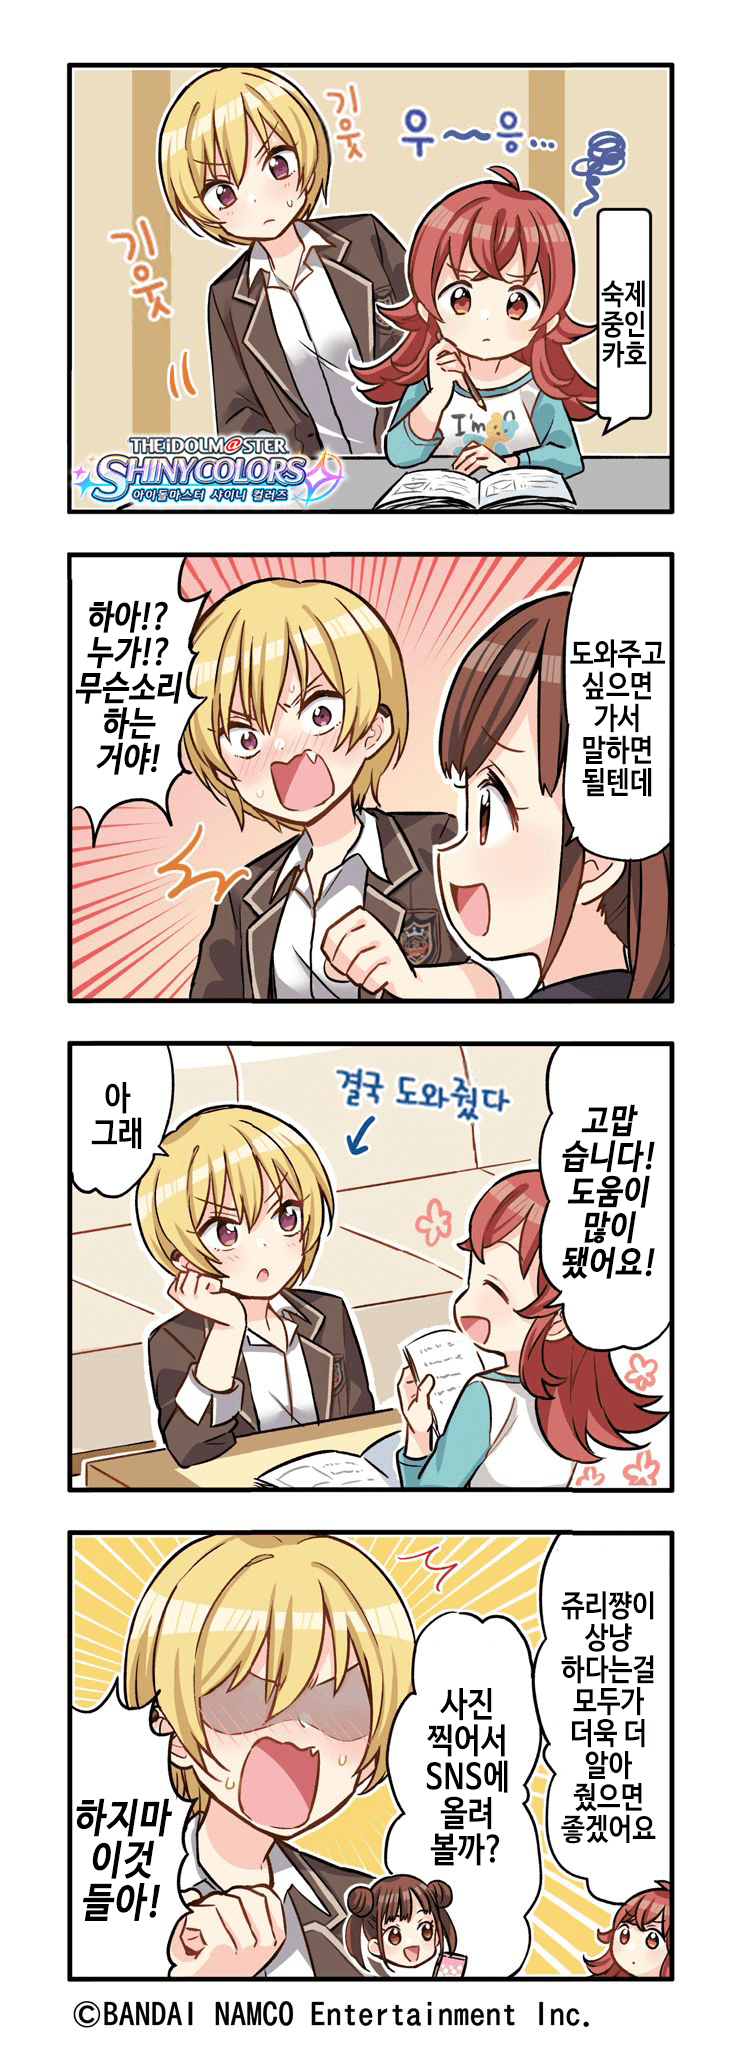 기웃
기웃
우~~응...
숙제
중인
카호
I'm
THE IDOLM@STER
SHINYCOLORS
아이돌마스터 샤이니 컬러즈
도와주고
싶으면
가서
말하면
될텐데
하아!?
누가!?
무슨소리
하는
거야!
아
그래
결국 도와줬다
고맙
습니다!
도움이
많이
됐어요!
쥬리쨩이
상냥
하다는걸
모두가
더욱 더
알아
줬으면
좋겠어요
사진
찍어서
SNS에
올려
볼까?
하지마
이것
들아!
©BANDAI NAMCO Entertainment Inc.